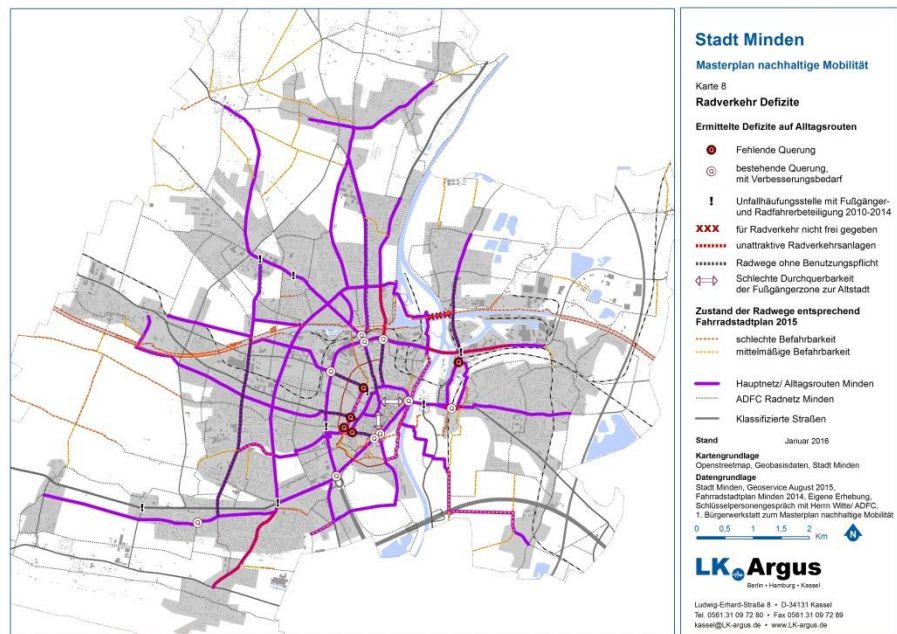 Stadt Minden
Masterplan nachhaltige Mobilität
Karte 8
Radverkehr Defizite
Ermittelte Defizite auf Alltagsrouten
Fehlende Querung
bestehende Querung,
mit Verbesserungsbedarf
! Unfallhäufungsstelle mit Fußgänger-
und Radfahrerbeteiligung 2010-2014
XXX für Radverkehr nicht frei gegeben
unattraktive Radverkehrsanlagen
Radwege ohne Benutzungspflicht
Schlechte Durchquerbarkeit
der Fußgängerzone zur Altstadt
Zustand der Radwege entsprechend
Fahrradstadtplan 2015
schlechte Befahrbarkeit
mittelmäßige Befahrbarkeit
Hauptnetz/ Alltagsrouten Minden
ADFC Radnetz Minden
Klassifizierte Straßen
Stand Januar 2016
Kartengrundlage
Openstreetmap, Geobasisdaten, Stadt Minden
Datengrundlage
Stadt Minden, Geoservice August 2015,
Fahrradstadtplan Minden 2014, Eigene Erhebung,
Schlüsselpersonengespräch mit Herrn Witte/ ADFC,
1. Bürgerwerkstatt zum Masterplan nachhaltige Mobilität
0 0,5 1 2 Km N
LK Argus
Berlin • Hamburg • Kassel
Ludwig-Erhard-Straße 8 • D-34131 Kassel
Tel. 0561.31 09 72 80 • Fax 0561.31 09 72 89
kassel@LK-argus.de • www.LK-argus.de